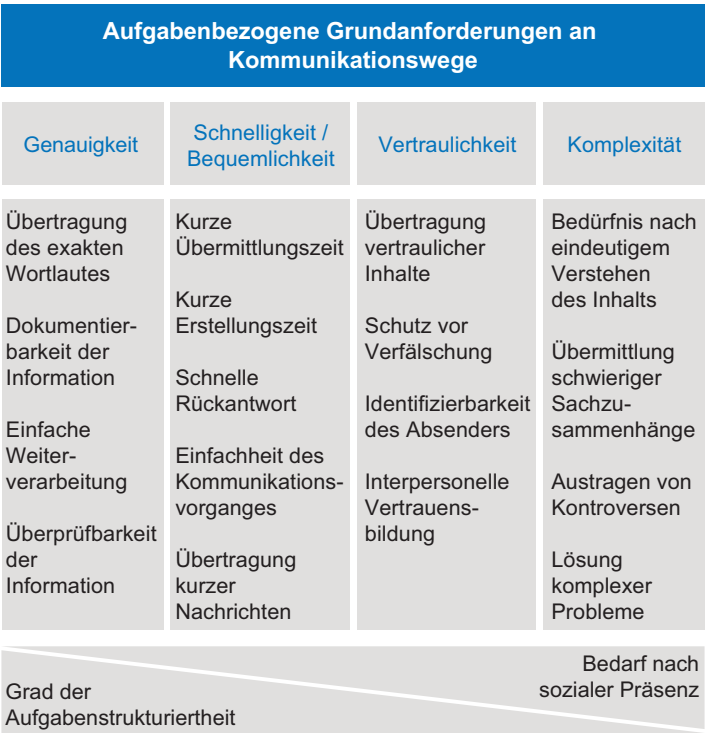 Aufgabenbezogene Grundanforderungen an
Kommunikationswege
Genauigkeit
Schnelligkeit /
Bequemlichkeit
Vertraulichkeit
Komplexität
Übertragung
des exakten
Wortlautes
Dokumentier-
barkeit der
Information
Einfache
Weiter-
verarbeitung
Überprüfbarkeit
der
Information
Kurze
Übermittlungszeit
Kurze
Erstellungszeit
Schnelle
Rückantwort
Einfachheit des
Kommunikations-
vorganges
Übertragung
kurzer
Nachrichten
Übertragung
vertraulicher
Inhalte
Schutz vor
Verfälschung
Identifizierbarkeit
des Absenders
Interpersonelle
Vertrauens-
bildung
Bedürfnis nach
eindeutigem
Verstehen
des Inhalts
Übermittlung
schwieriger
Sachzu-
sammenhänge
Austragen von
Kontroversen
Lösung
komplexer
Probleme
Grad der
Aufgabenstrukturiertheit
Bedarf nach
sozialer Präsenz